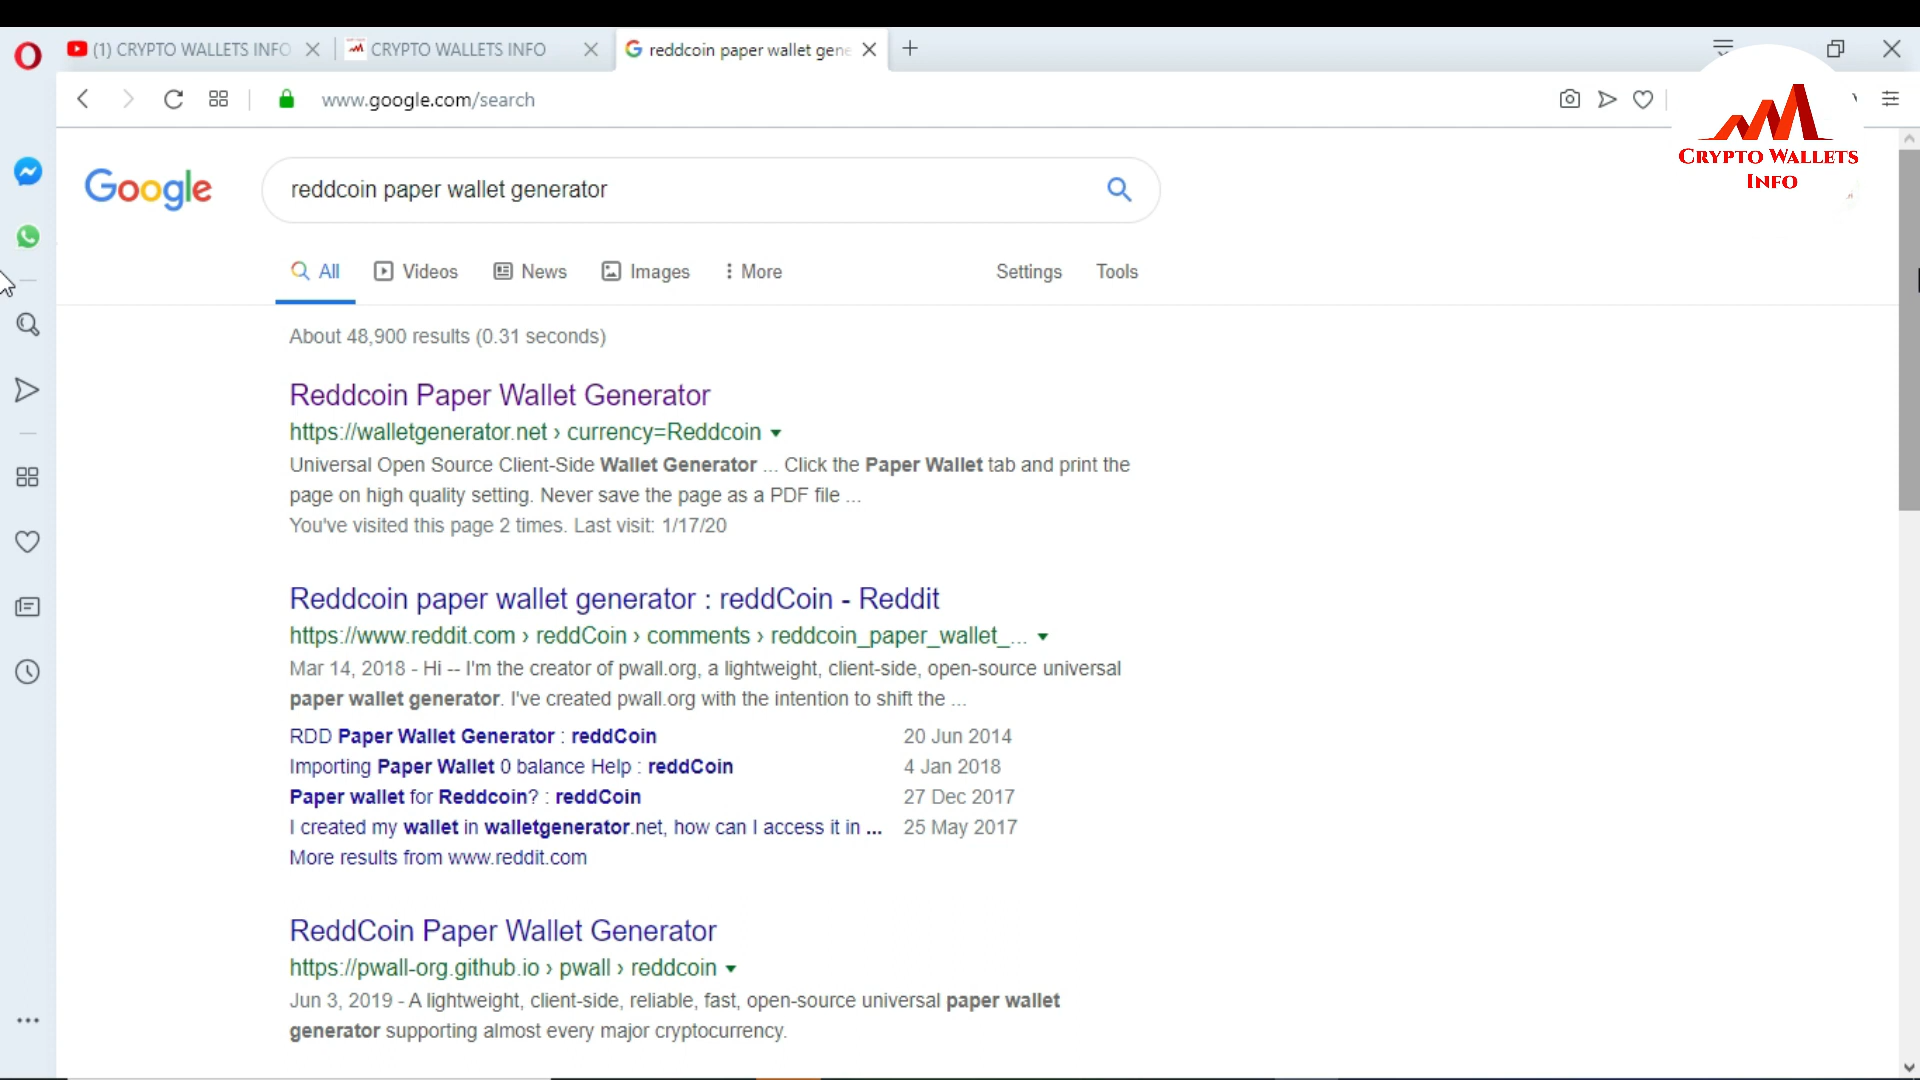 (1) CRYPTO WALLETS INFO
CRYPTO WALLETS INFO
reddcoin paper wallet gene
www.google.com/search
CRYPTO WALLETS
INFO
Google
reddcoin paper wallet generator
All
Videos
News
Images
More
Settings
Tools
About 48,900 results (0.31 seconds)
Reddcoin Paper Wallet Generator
https://walletgenerator.net › currency=Reddcoin
Universal Open Source Client-Side Wallet Generator ... Click the Paper Wallet tab and print the
page on high quality setting. Never save the page as a PDF file ...
You've visited this page 2 times. Last visit: 1/17/20
Reddcoin paper wallet generator : reddCoin - Reddit
https://www.reddit.com › reddCoin › comments › reddcoin_paper_wallet_...
Mar 14, 2018 - Hi -- I'm the creator of pwall.org, a lightweight, client-side, open-source universal
paper wallet generator. I've created pwall.org with the intention to shift the ...
RDD Paper Wallet Generator : reddCoin 20 Jun 2014
Importing Paper Wallet 0 balance Help : reddCoin 4 Jan 2018
Paper wallet for Reddcoin? : reddCoin 27 Dec 2017
I created my wallet in walletgenerator.net, how can I access it in ... 25 May 2017
More results from www.reddit.com
ReddCoin Paper Wallet Generator
https://pwall-org.github.io › pwall › reddcoin
Jun 3, 2019 - A lightweight, client-side, reliable, fast, open-source universal paper wallet
generator supporting almost every major cryptocurrency.